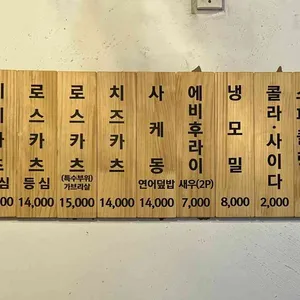 로스카츠
등심
14,000
로스카츠
(특수부위)
가브리살
15,000
치즈카츠
14,000
사케동
연어덮밥
14,000
에비후라이
새우(2P)
7,000
냉모밀
8,000
콜라·사이다
2,000